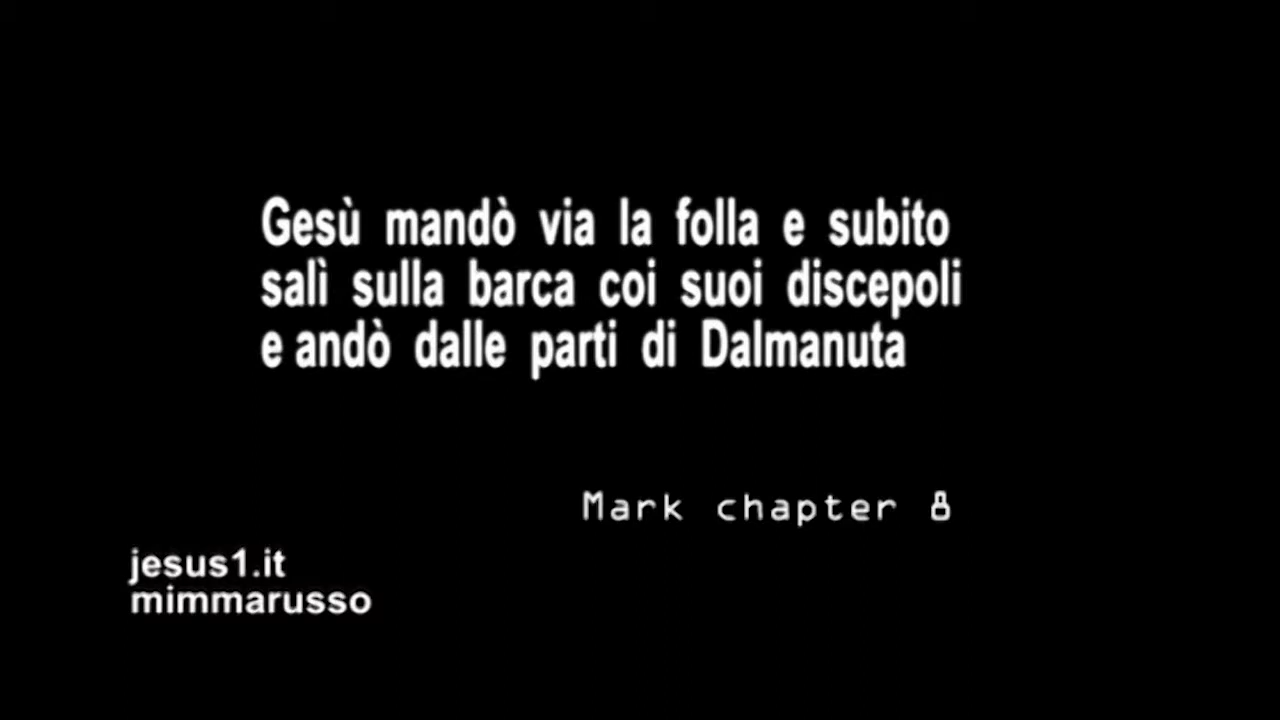 Gesù mandò via la folla e subito
salì sulla barca coi suoi discepoli
e andò dalle parti di Dalmanuta
Mark chapter 8
jesus1.it
mimmarusso